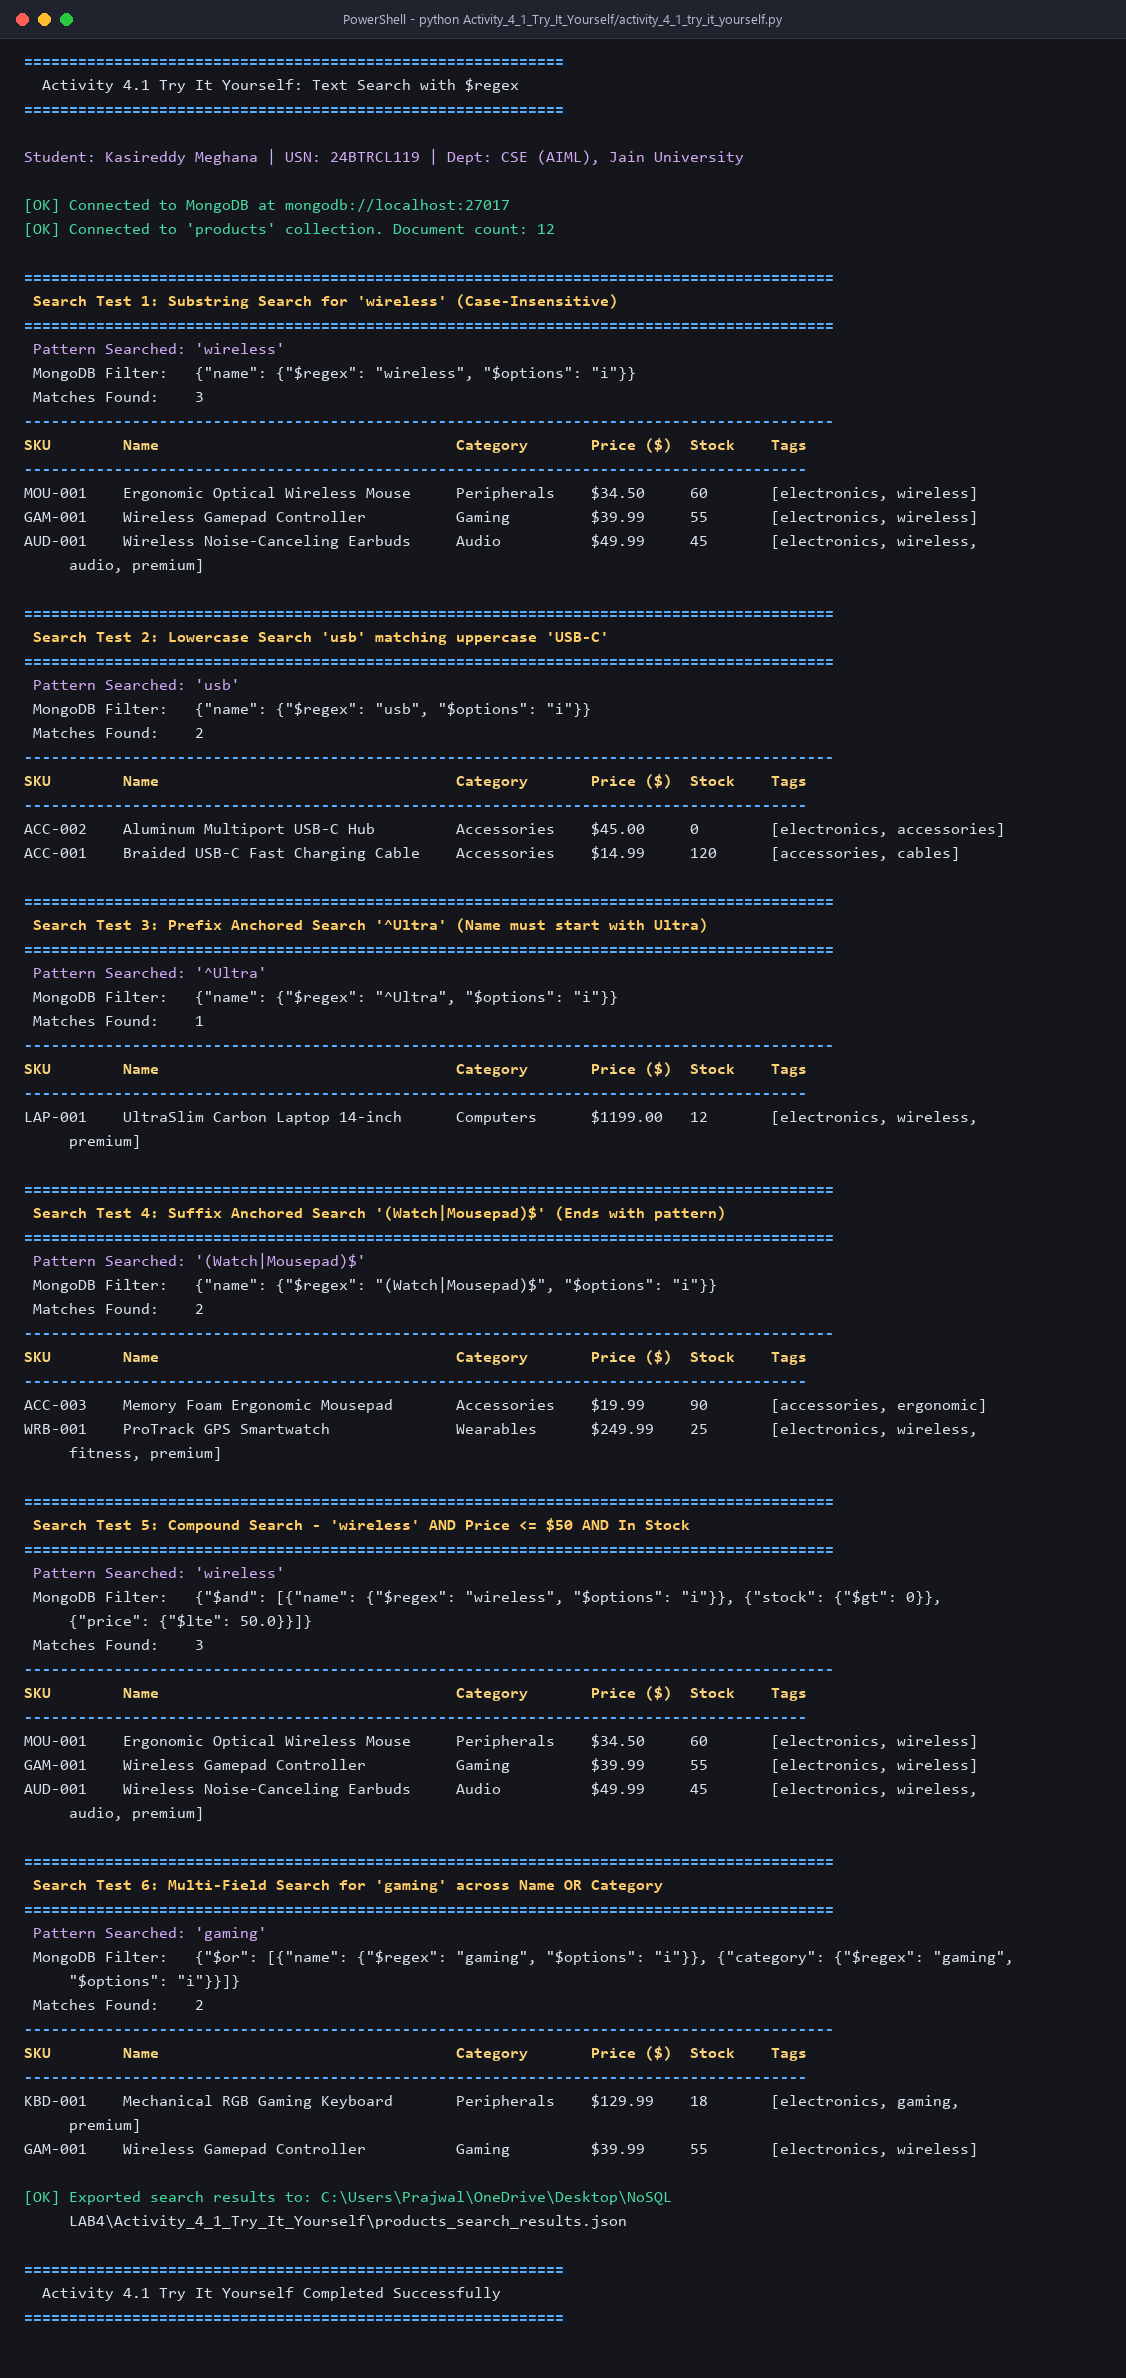 PowerShell - python Activity_4_1_Try_It_Yourself/activity_4_1_try_it_yourself.py
============================================================
  Activity 4.1 Try It Yourself: Text Search with $regex
============================================================
Student: Kasireddy Meghana | USN: 24BTRCL119 | Dept: CSE (AIML), Jain University
[OK] Connected to MongoDB at mongodb://localhost:27017
[OK] Connected to 'products' collection. Document count: 12
==========================================================================================
 Search Test 1: Substring Search for 'wireless' (Case-Insensitive)
==========================================================================================
 Pattern Searched: 'wireless'
 MongoDB Filter:   {"name": {"$regex": "wireless", "$options": "i"}}
 Matches Found:    3
------------------------------------------------------------------------------------------
SKU        Name                                 Category       Price ($)  Stock    Tags
---------------------------------------------------------------------------------------
MOU-001    Ergonomic Optical Wireless Mouse     Peripherals    $34.50     60       [electronics, wireless]
GAM-001    Wireless Gamepad Controller          Gaming         $39.99     55       [electronics, wireless]
AUD-001    Wireless Noise-Canceling Earbuds     Audio          $49.99     45       [electronics, wireless,
     audio, premium]
==========================================================================================
 Search Test 2: Lowercase Search 'usb' matching uppercase 'USB-C'
==========================================================================================
 Pattern Searched: 'usb'
 MongoDB Filter:   {"name": {"$regex": "usb", "$options": "i"}}
 Matches Found:    2
------------------------------------------------------------------------------------------
SKU        Name                                 Category       Price ($)  Stock    Tags
---------------------------------------------------------------------------------------
ACC-002    Aluminum Multiport USB-C Hub         Accessories    $45.00     0        [electronics, accessories]
ACC-001    Braided USB-C Fast Charging Cable    Accessories    $14.99     120      [accessories, cables]
==========================================================================================
 Search Test 3: Prefix Anchored Search '^Ultra' (Name must start with Ultra)
==========================================================================================
 Pattern Searched: '^Ultra'
 MongoDB Filter:   {"name": {"$regex": "^Ultra", "$options": "i"}}
 Matches Found:    1
------------------------------------------------------------------------------------------
SKU        Name                                 Category       Price ($)  Stock    Tags
---------------------------------------------------------------------------------------
LAP-001    UltraSlim Carbon Laptop 14-inch      Computers      $1199.00   12       [electronics, wireless,
     premium]
==========================================================================================
 Search Test 4: Suffix Anchored Search '(Watch|Mousepad)$' (Ends with pattern)
==========================================================================================
 Pattern Searched: '(Watch|Mousepad)$'
 MongoDB Filter:   {"name": {"$regex": "(Watch|Mousepad)$", "$options": "i"}}
 Matches Found:    2
------------------------------------------------------------------------------------------
SKU        Name                                 Category       Price ($)  Stock    Tags
---------------------------------------------------------------------------------------
ACC-003    Memory Foam Ergonomic Mousepad       Accessories    $19.99     90       [accessories, ergonomic]
WRB-001    ProTrack GPS Smartwatch              Wearables      $249.99    25       [electronics, wireless,
     fitness, premium]
==========================================================================================
 Search Test 5: Compound Search - 'wireless' AND Price <= $50 AND In Stock
==========================================================================================
 Pattern Searched: 'wireless'
 MongoDB Filter:   {"$and": [{"name": {"$regex": "wireless", "$options": "i"}}, {"stock": {"$gt": 0}},
     {"price": {"$lte": 50.0}}]}
 Matches Found:    3
------------------------------------------------------------------------------------------
SKU        Name                                 Category       Price ($)  Stock    Tags
---------------------------------------------------------------------------------------
MOU-001    Ergonomic Optical Wireless Mouse     Peripherals    $34.50     60       [electronics, wireless]
GAM-001    Wireless Gamepad Controller          Gaming         $39.99     55       [electronics, wireless]
AUD-001    Wireless Noise-Canceling Earbuds     Audio          $49.99     45       [electronics, wireless,
     audio, premium]
==========================================================================================
 Search Test 6: Multi-Field Search for 'gaming' across Name OR Category
==========================================================================================
 Pattern Searched: 'gaming'
 MongoDB Filter:   {"$or": [{"name": {"$regex": "gaming", "$options": "i"}}, {"category": {"$regex": "gaming",
     "$options": "i"}}]}
 Matches Found:    2
------------------------------------------------------------------------------------------
SKU        Name                                 Category       Price ($)  Stock    Tags
---------------------------------------------------------------------------------------
KBD-001    Mechanical RGB Gaming Keyboard       Peripherals    $129.99    18       [electronics, gaming,
     premium]
GAM-001    Wireless Gamepad Controller          Gaming         $39.99     55       [electronics, wireless]
[OK] Exported search results to: C:\Users\Prajwal\OneDrive\Desktop\NoSQL
     LAB4\Activity_4_1_Try_It_Yourself\products_search_results.json
============================================================
  Activity 4.1 Try It Yourself Completed Successfully
============================================================